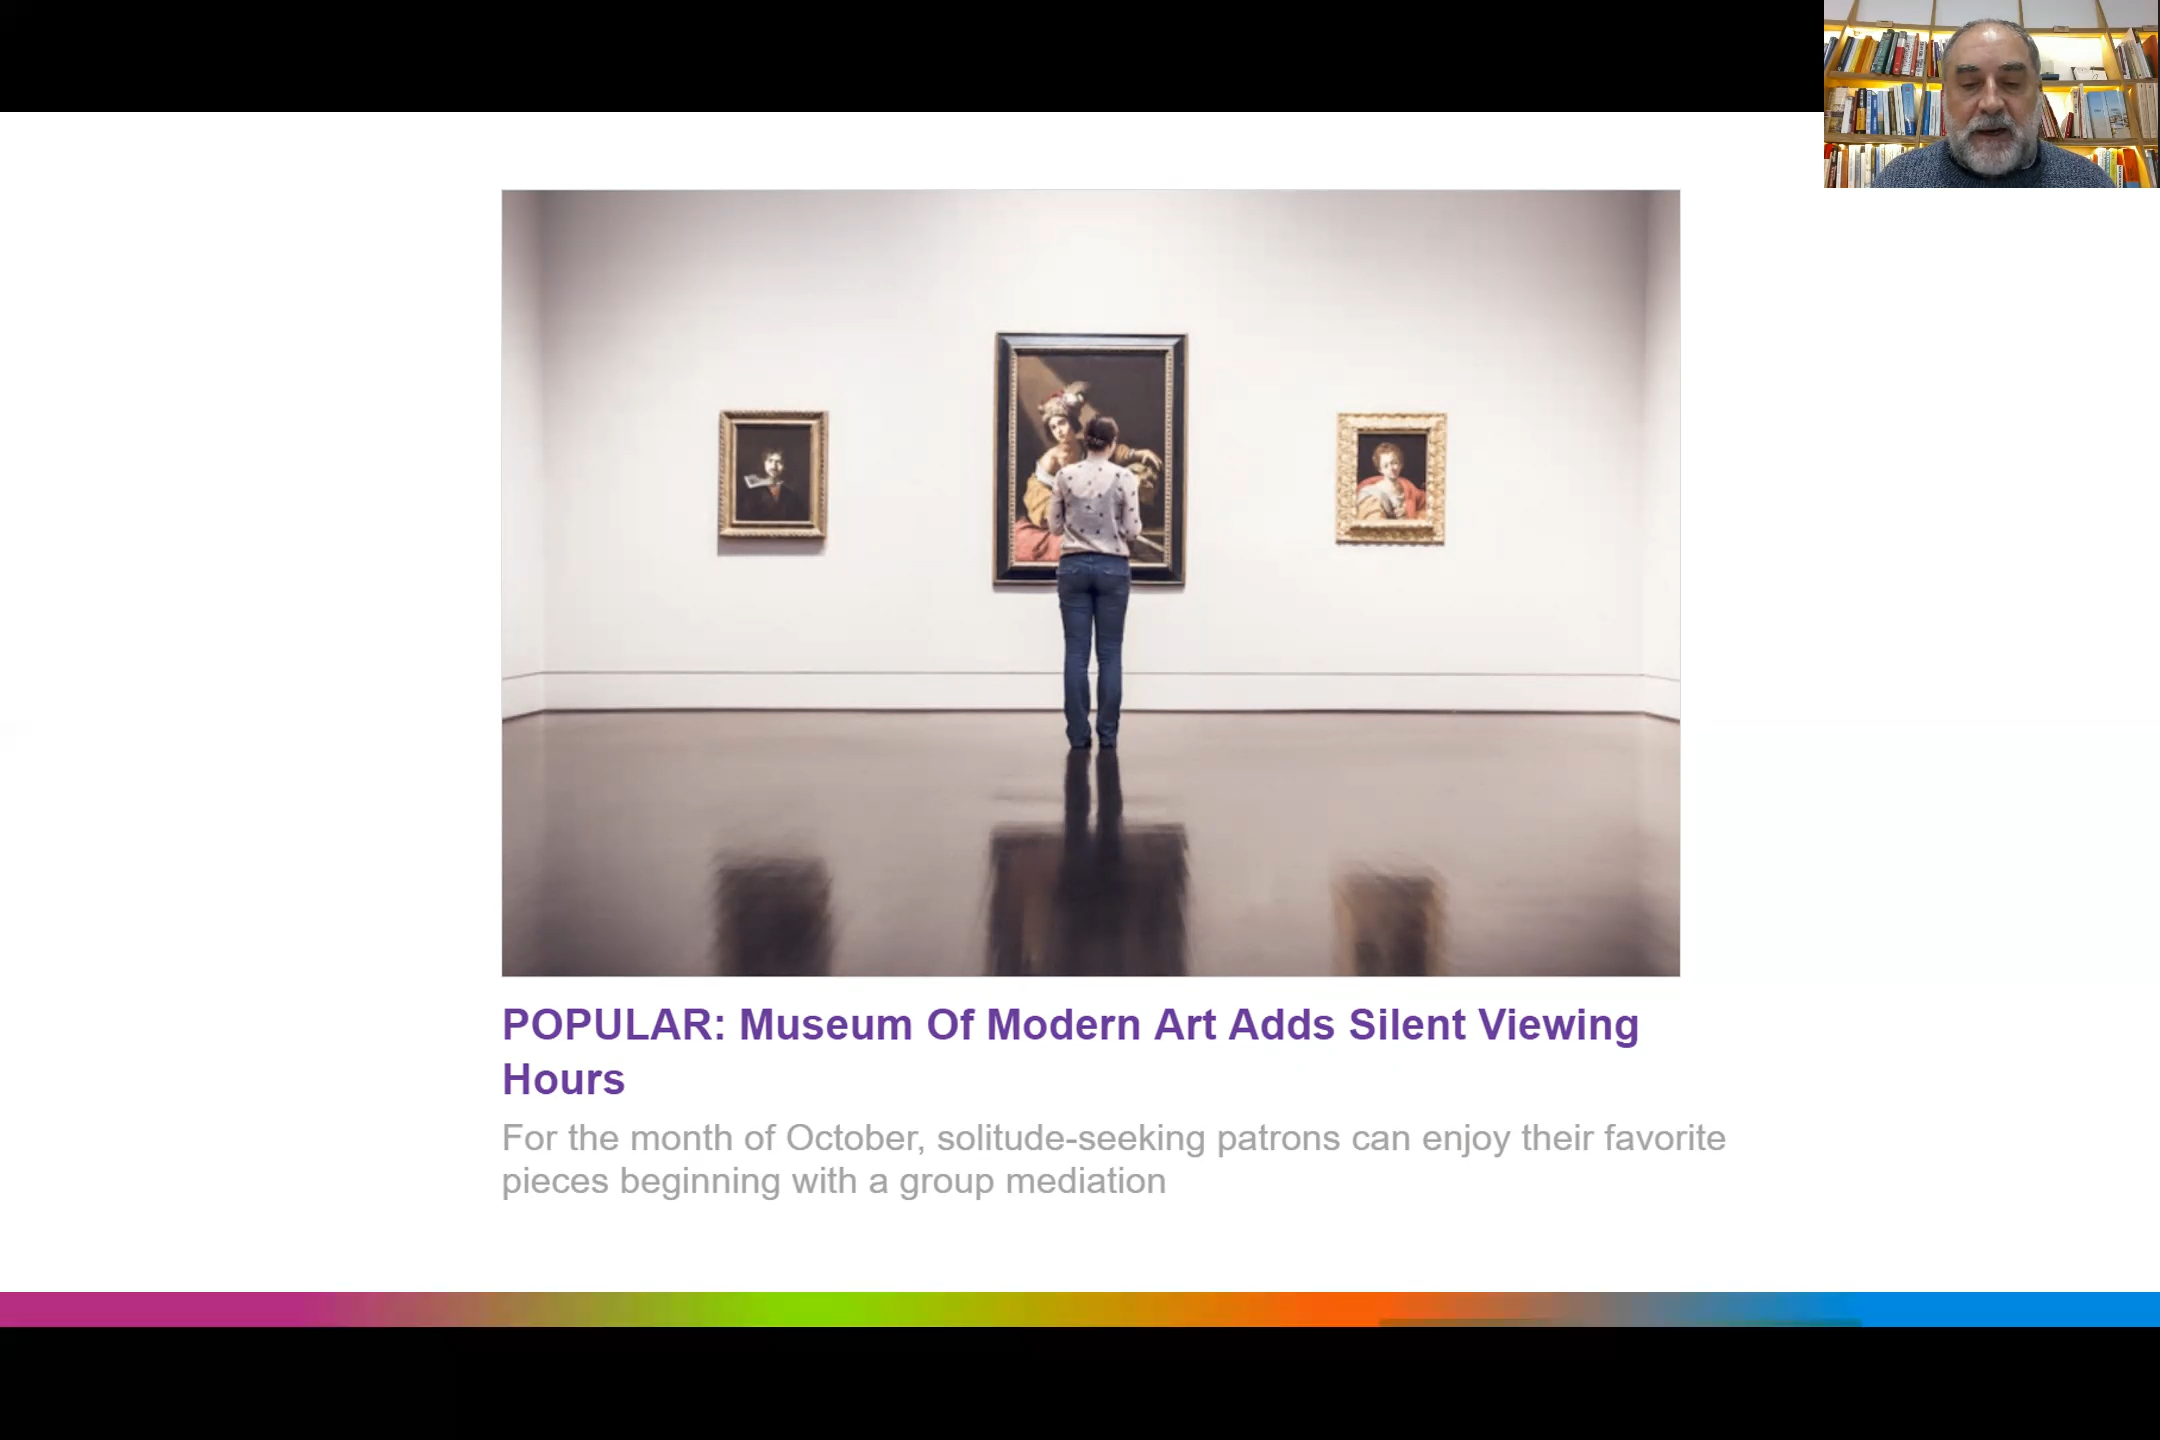 POPULAR: Museum Of Modern Art Adds Silent Viewing
Hours
For the month of October, solitude-seeking patrons can enjoy their favorite
pieces beginning with a group mediation